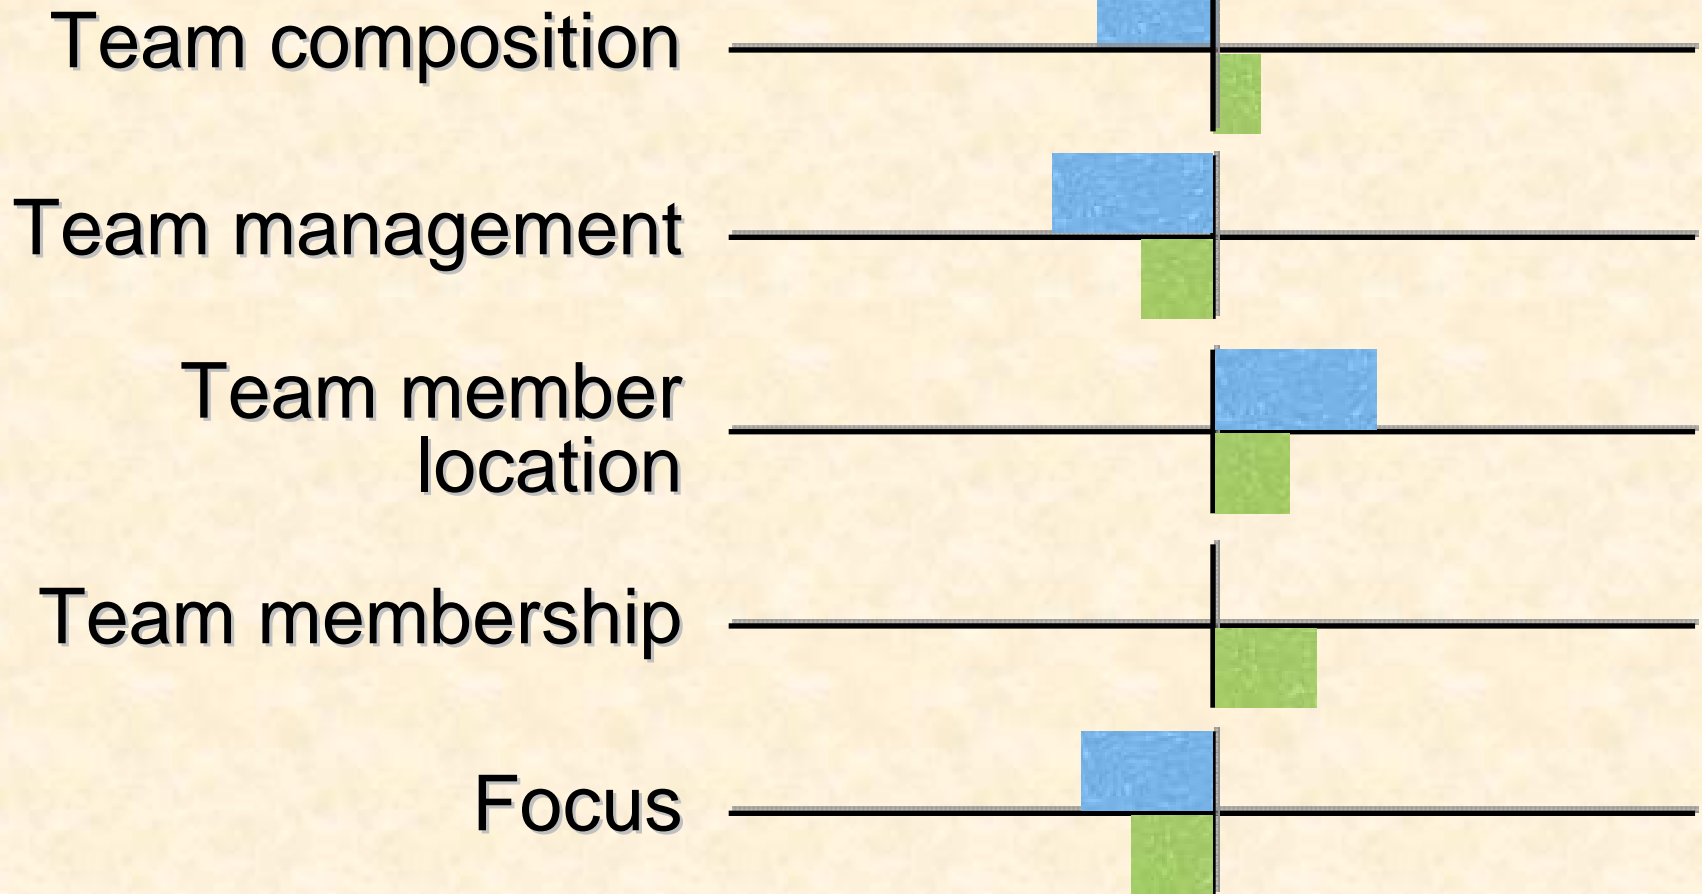 Team composition
Team management
Team member
location
Team membership
Focus